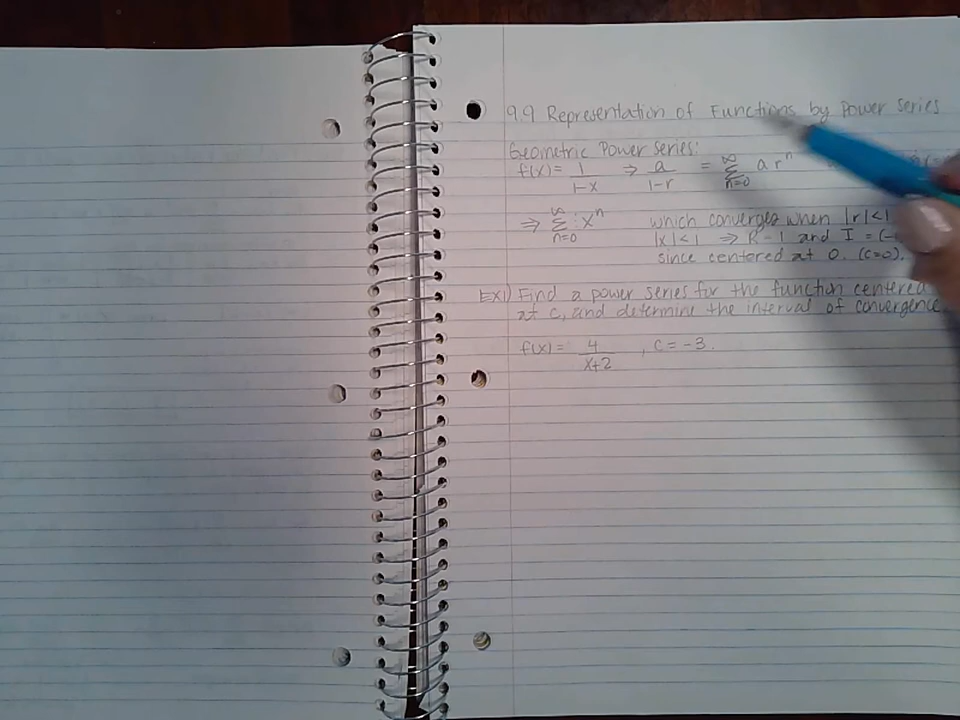 9.9 Representation of Functions by Power Series
Geometric Power Series:
f(x) = 1/(1-x) ⇒ a/(1-r) = ∞ Σ n=0 a r^n
⇒ ∞ Σ n=0 x^n which converges when |r|<1
|x|<1 ⇒ R=1 and I = (-
since centered at 0. (c=0).
EX1) Find a power series for the function centered
at c, and determine the interval of convergence
f(x) = 4/(x+2) , c = -3.